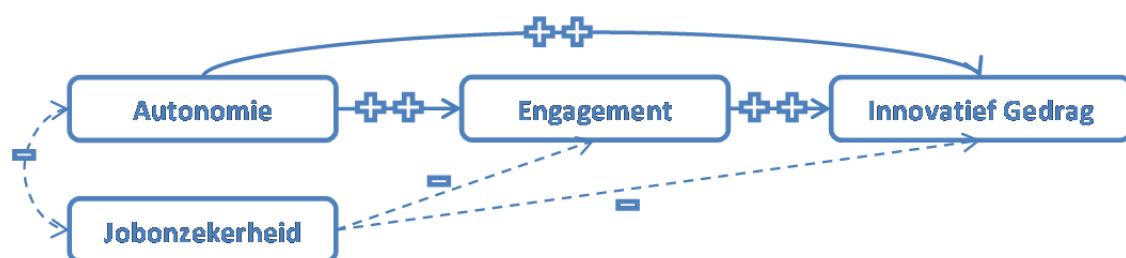 Autonomie
Engagement
Innovatief Gedrag
Jobonzekerheid